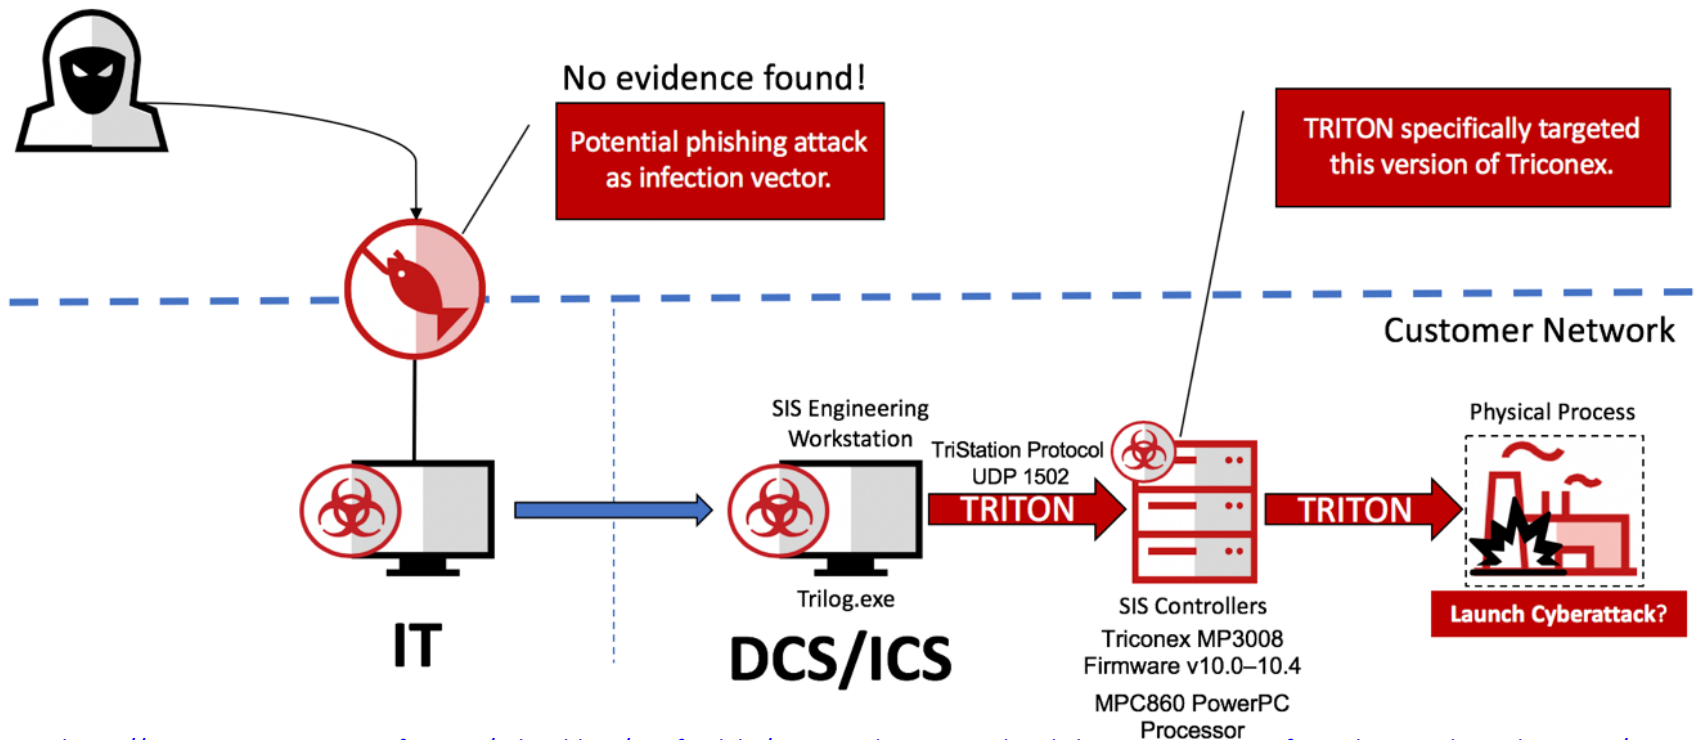 No evidence found!
Potential phishing attack
as infection vector.
TRITON specifically targeted
this version of Triconex.
Customer Network
SIS Engineering
Workstation
TriStation Protocol
UDP 1502
TRITON
TRITON
Physical Process
Trilog.exe
SIS Controllers
Triconex MP3008
Firmware v10.0–10.4
MPC860 PowerPC
Processor
Launch Cyberattack?
IT
DCS/ICS